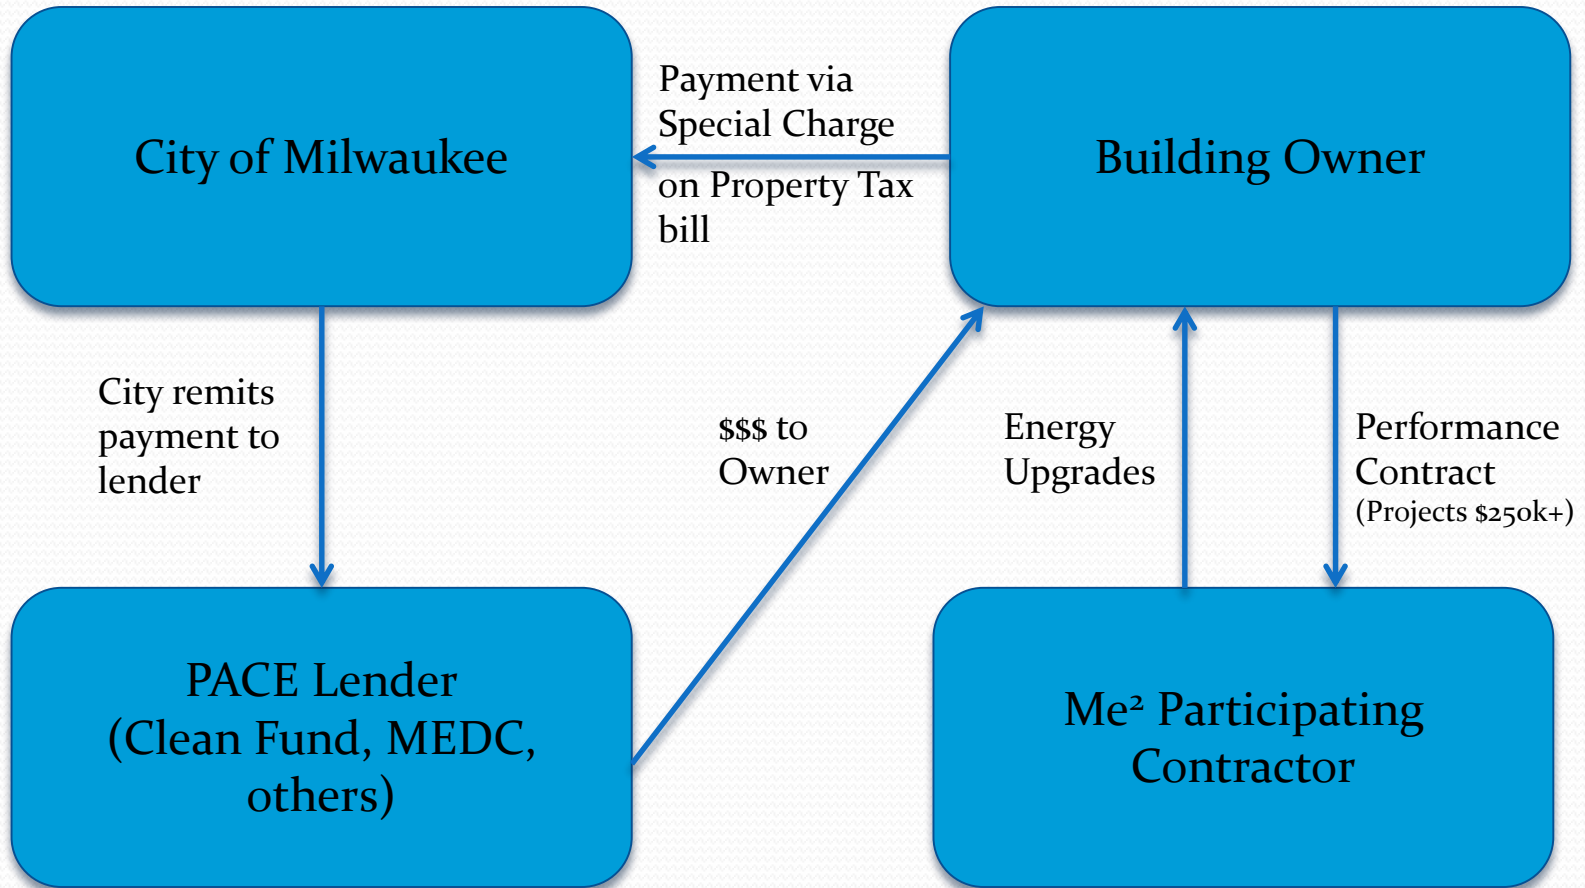 City of Milwaukee
Payment via
Special Charge
on Property Tax
bill
Building Owner
City remits
payment to
lender
$$$ to
Owner
Energy
Upgrades
Performance
Contract
(Projects $250k+)
PACE Lender
(Clean Fund, MEDC,
others)
Me² Participating
Contractor